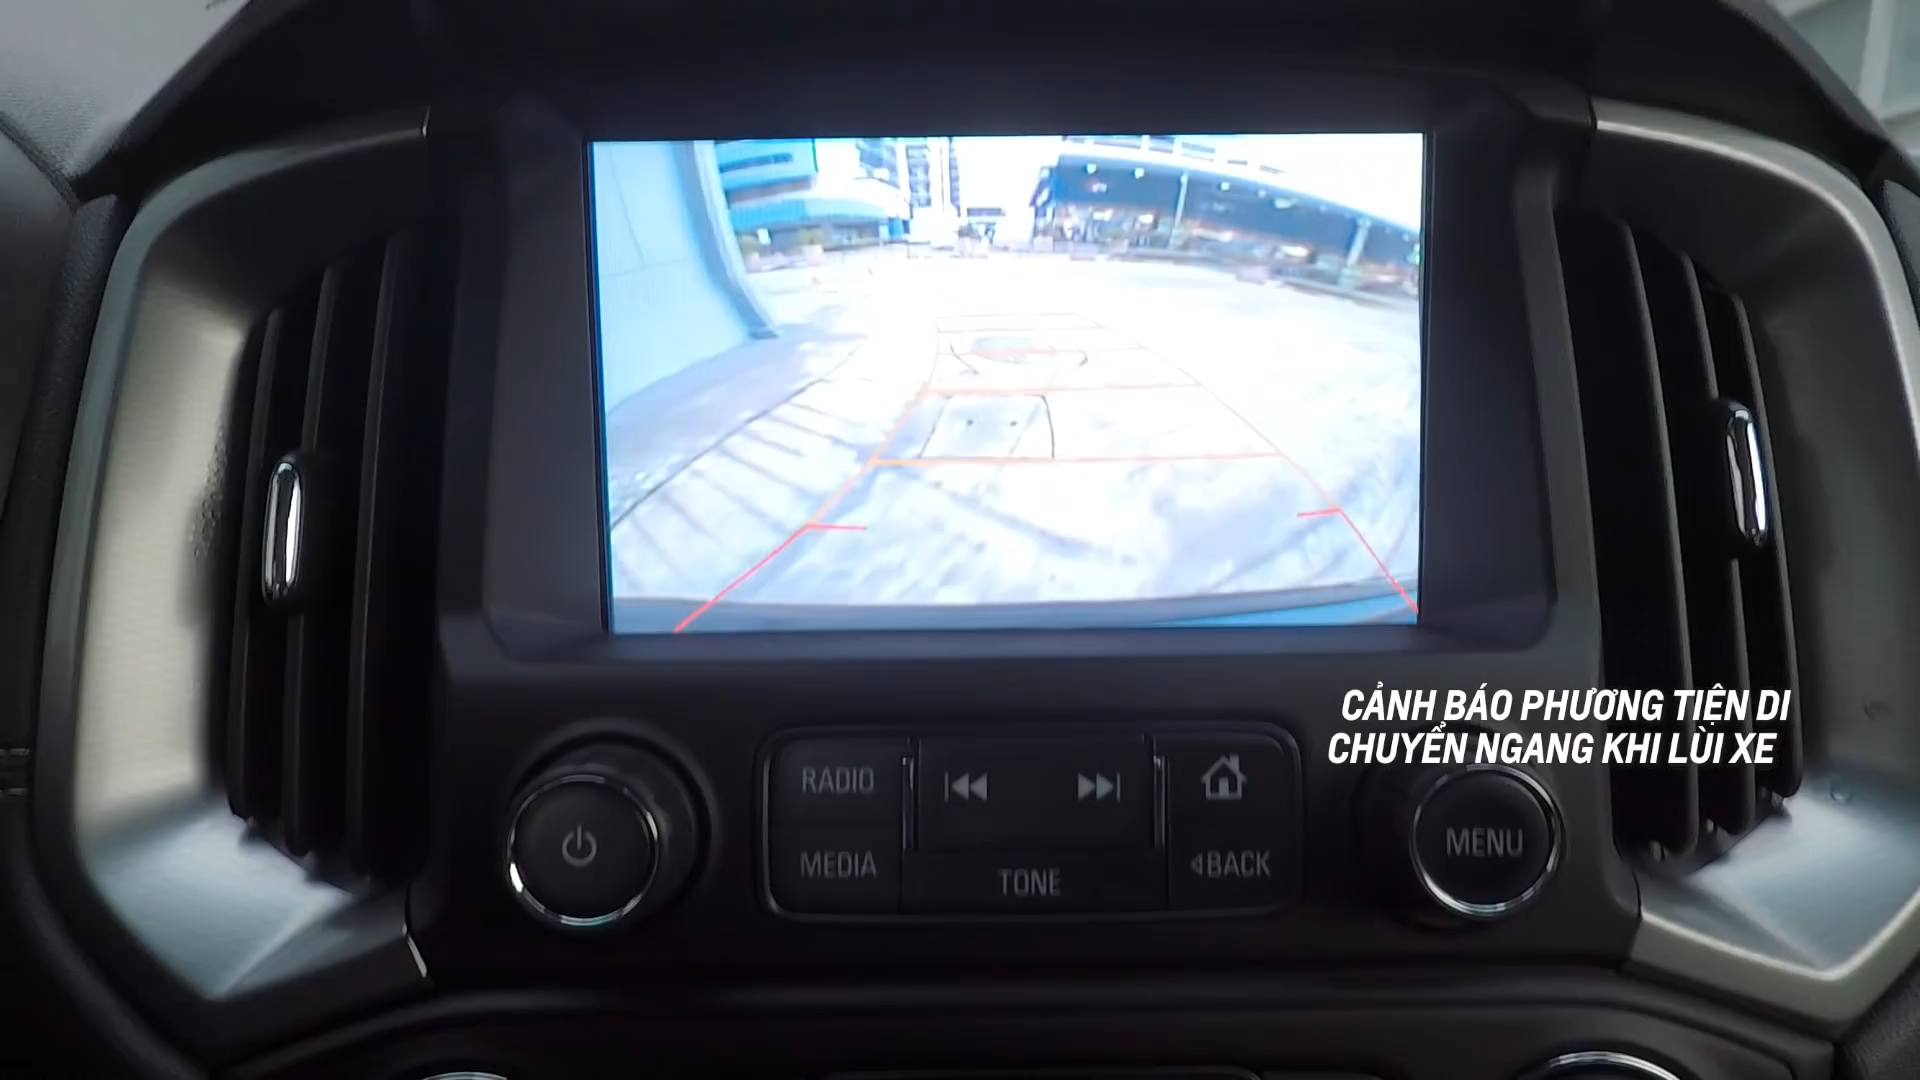 CẢNH BÁO PHƯƠNG TIỆN DI
CHUYỂN NGANG KHI LÙI XE
RADIO
MEDIA
TONE
BACK
MENU